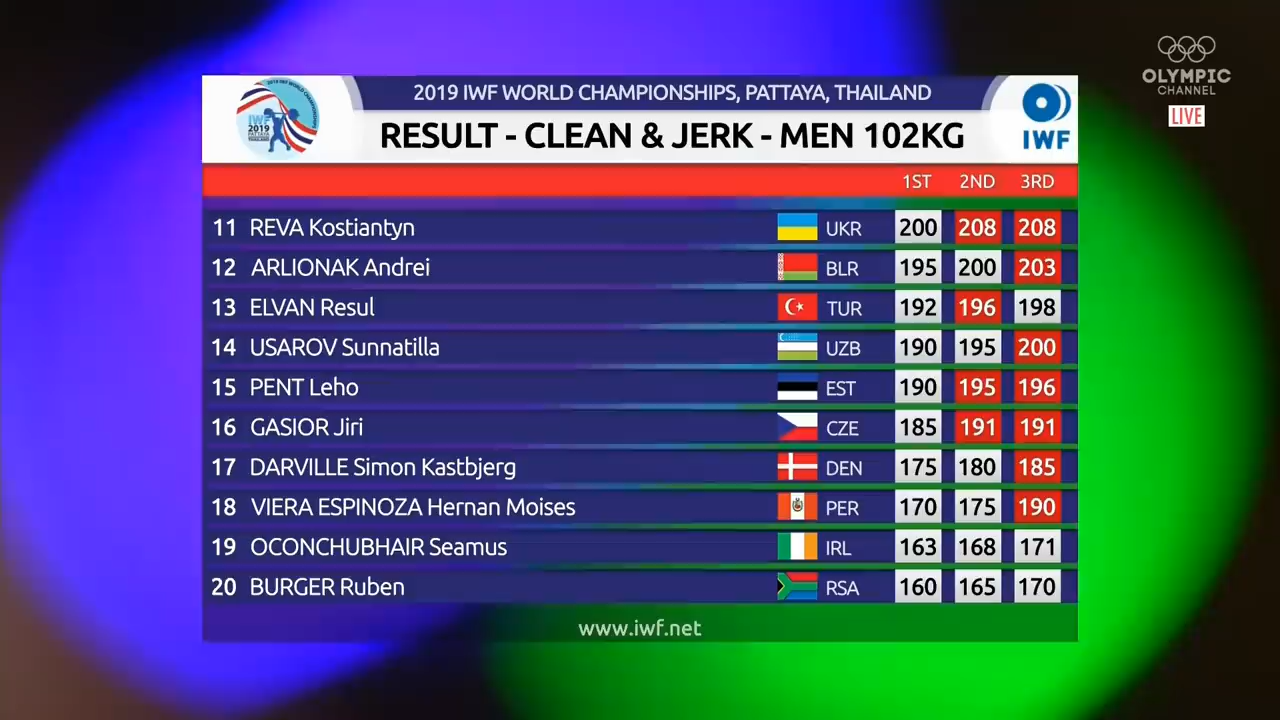 OLYMPIC
CHANNEL
LIVE
IWF
2019
2019 IWF WORLD CHAMPIONSHIPS, PATTAYA, THAILAND
RESULT - CLEAN & JERK - MEN 102KG
IWF
1ST 2ND 3RD
11 REVA Kostiantyn UKR 200 208 208
12 ARLIONAK Andrei BLR 195 200 203
13 ELVAN Resul TUR 192 196 198
14 USAROV Sunnatilla UZB 190 195 200
15 PENT Leho EST 190 195 196
16 GASIOR Jiri CZE 185 191 191
17 DARVILLE Simon Kastbjerg DEN 175 180 185
18 VIERA ESPINOZA Hernan Moises PER 170 175 190
19 OCONCHUBHAIR Seamus IRL 163 168 171
20 BURGER Ruben RSA 160 165 170
www.iwf.net